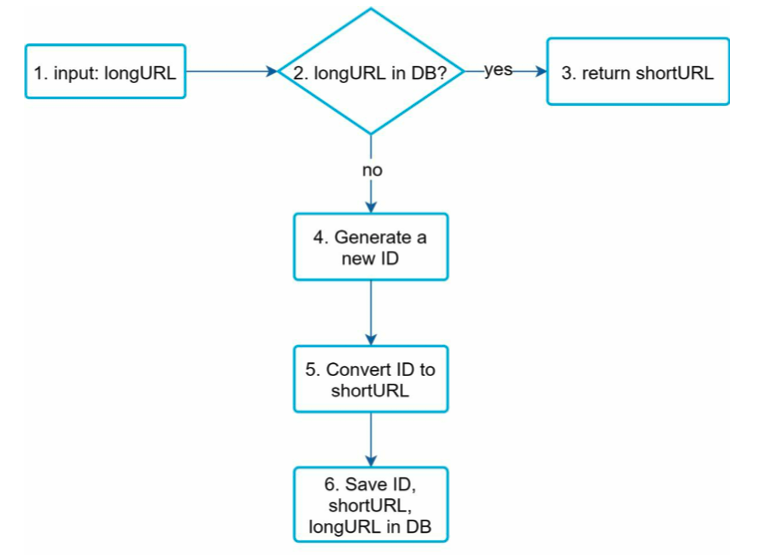 1. input: longURL
2. longURL in DB?
yes
3. return shortURL
no
4. Generate a
new ID
5. Convert ID to
shortURL
6. Save ID,
shortURL,
longURL in DB